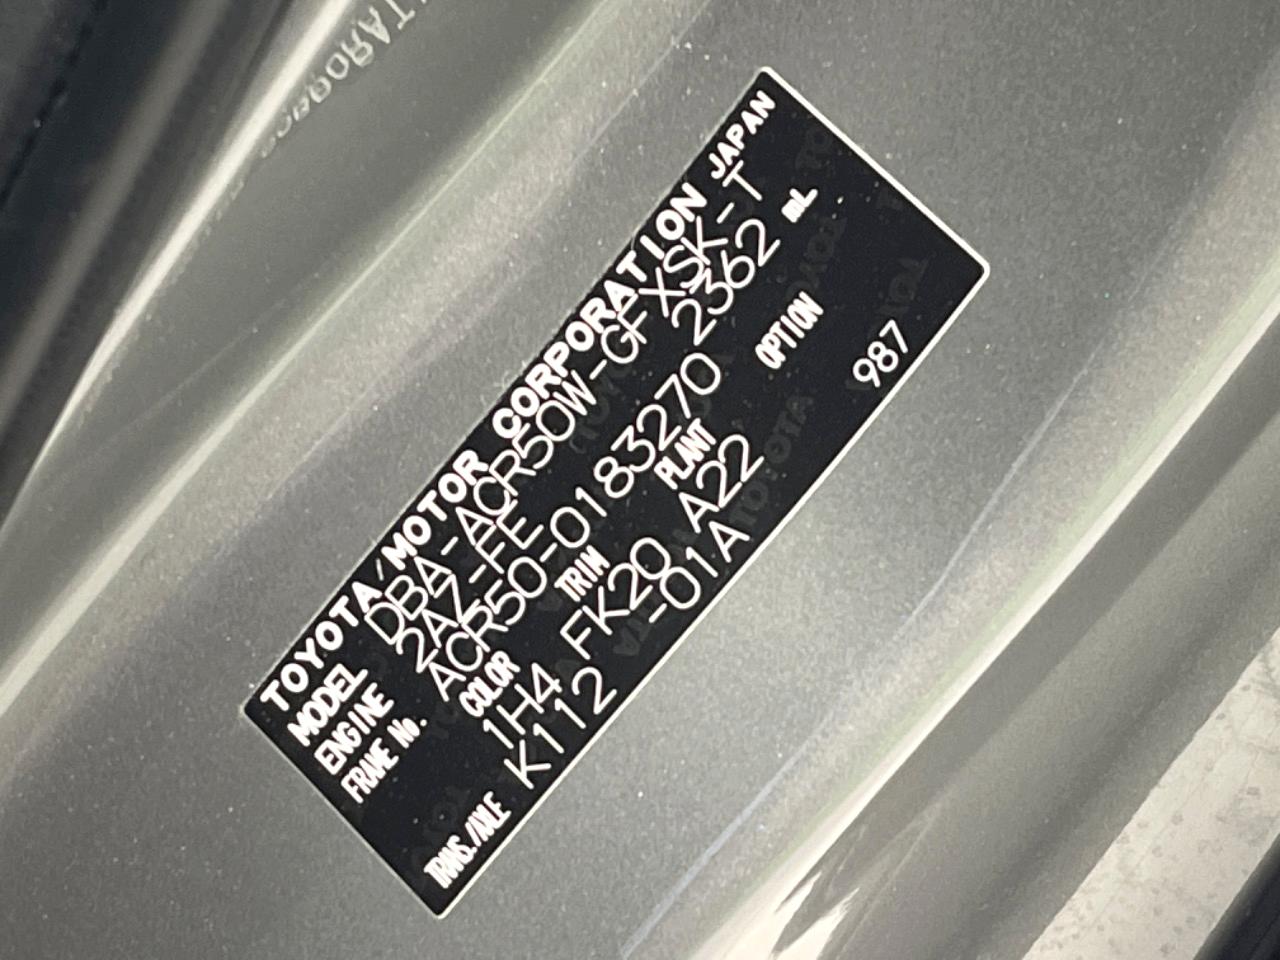 TOYOTA MOTOR CORPORATION JAPAN
MODEL DBA-ACR50W-GFXSK-T
ENGINE 2AZ-FE 2362 mL
FRAME No. ACR50-0183270
COLOR TRIM PLANT OPTION
1H4 FK20 A22 987
TRANS./AXLE K112 -01A